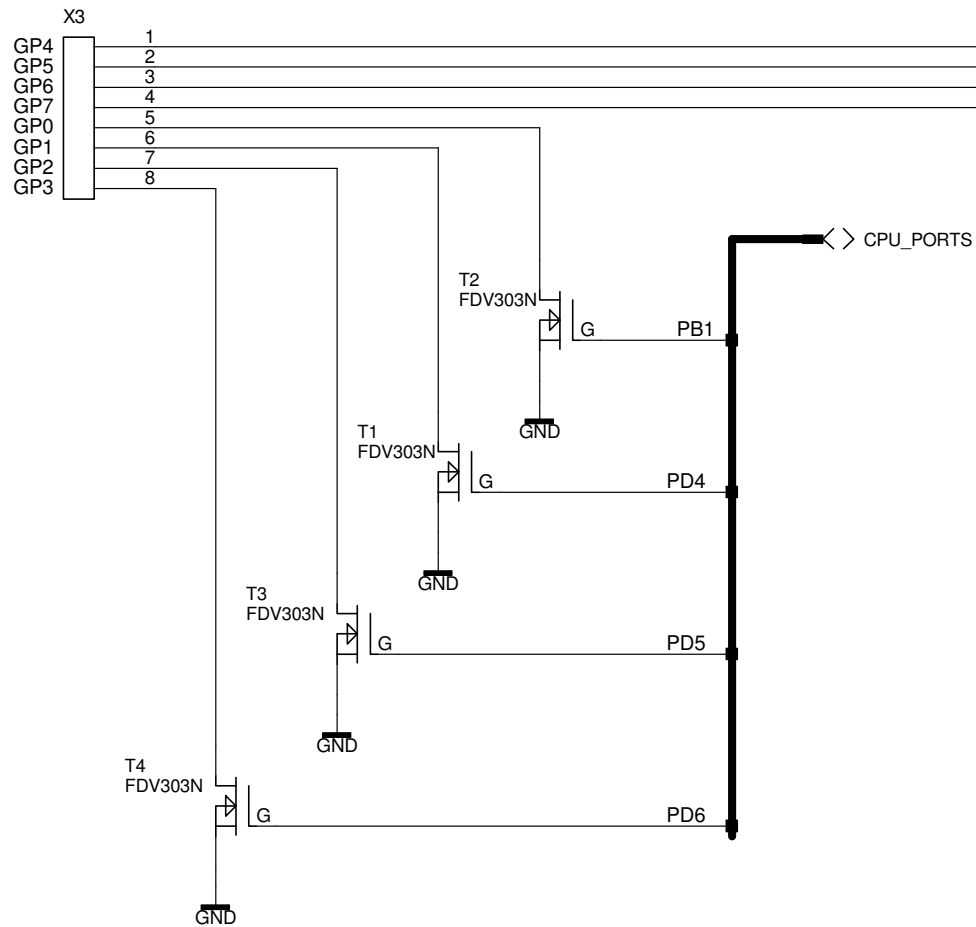 X3
GP4 1
GP5 2
GP6 3
GP7 4
GP0 5
GP1 6
GP2 7
GP3 8
CPU_PORTS
T2
FDV303N
G PB1
GND
T1
FDV303N
G PD4
GND
T3
FDV303N
G PD5
GND
T4
FDV303N
G PD6
GND